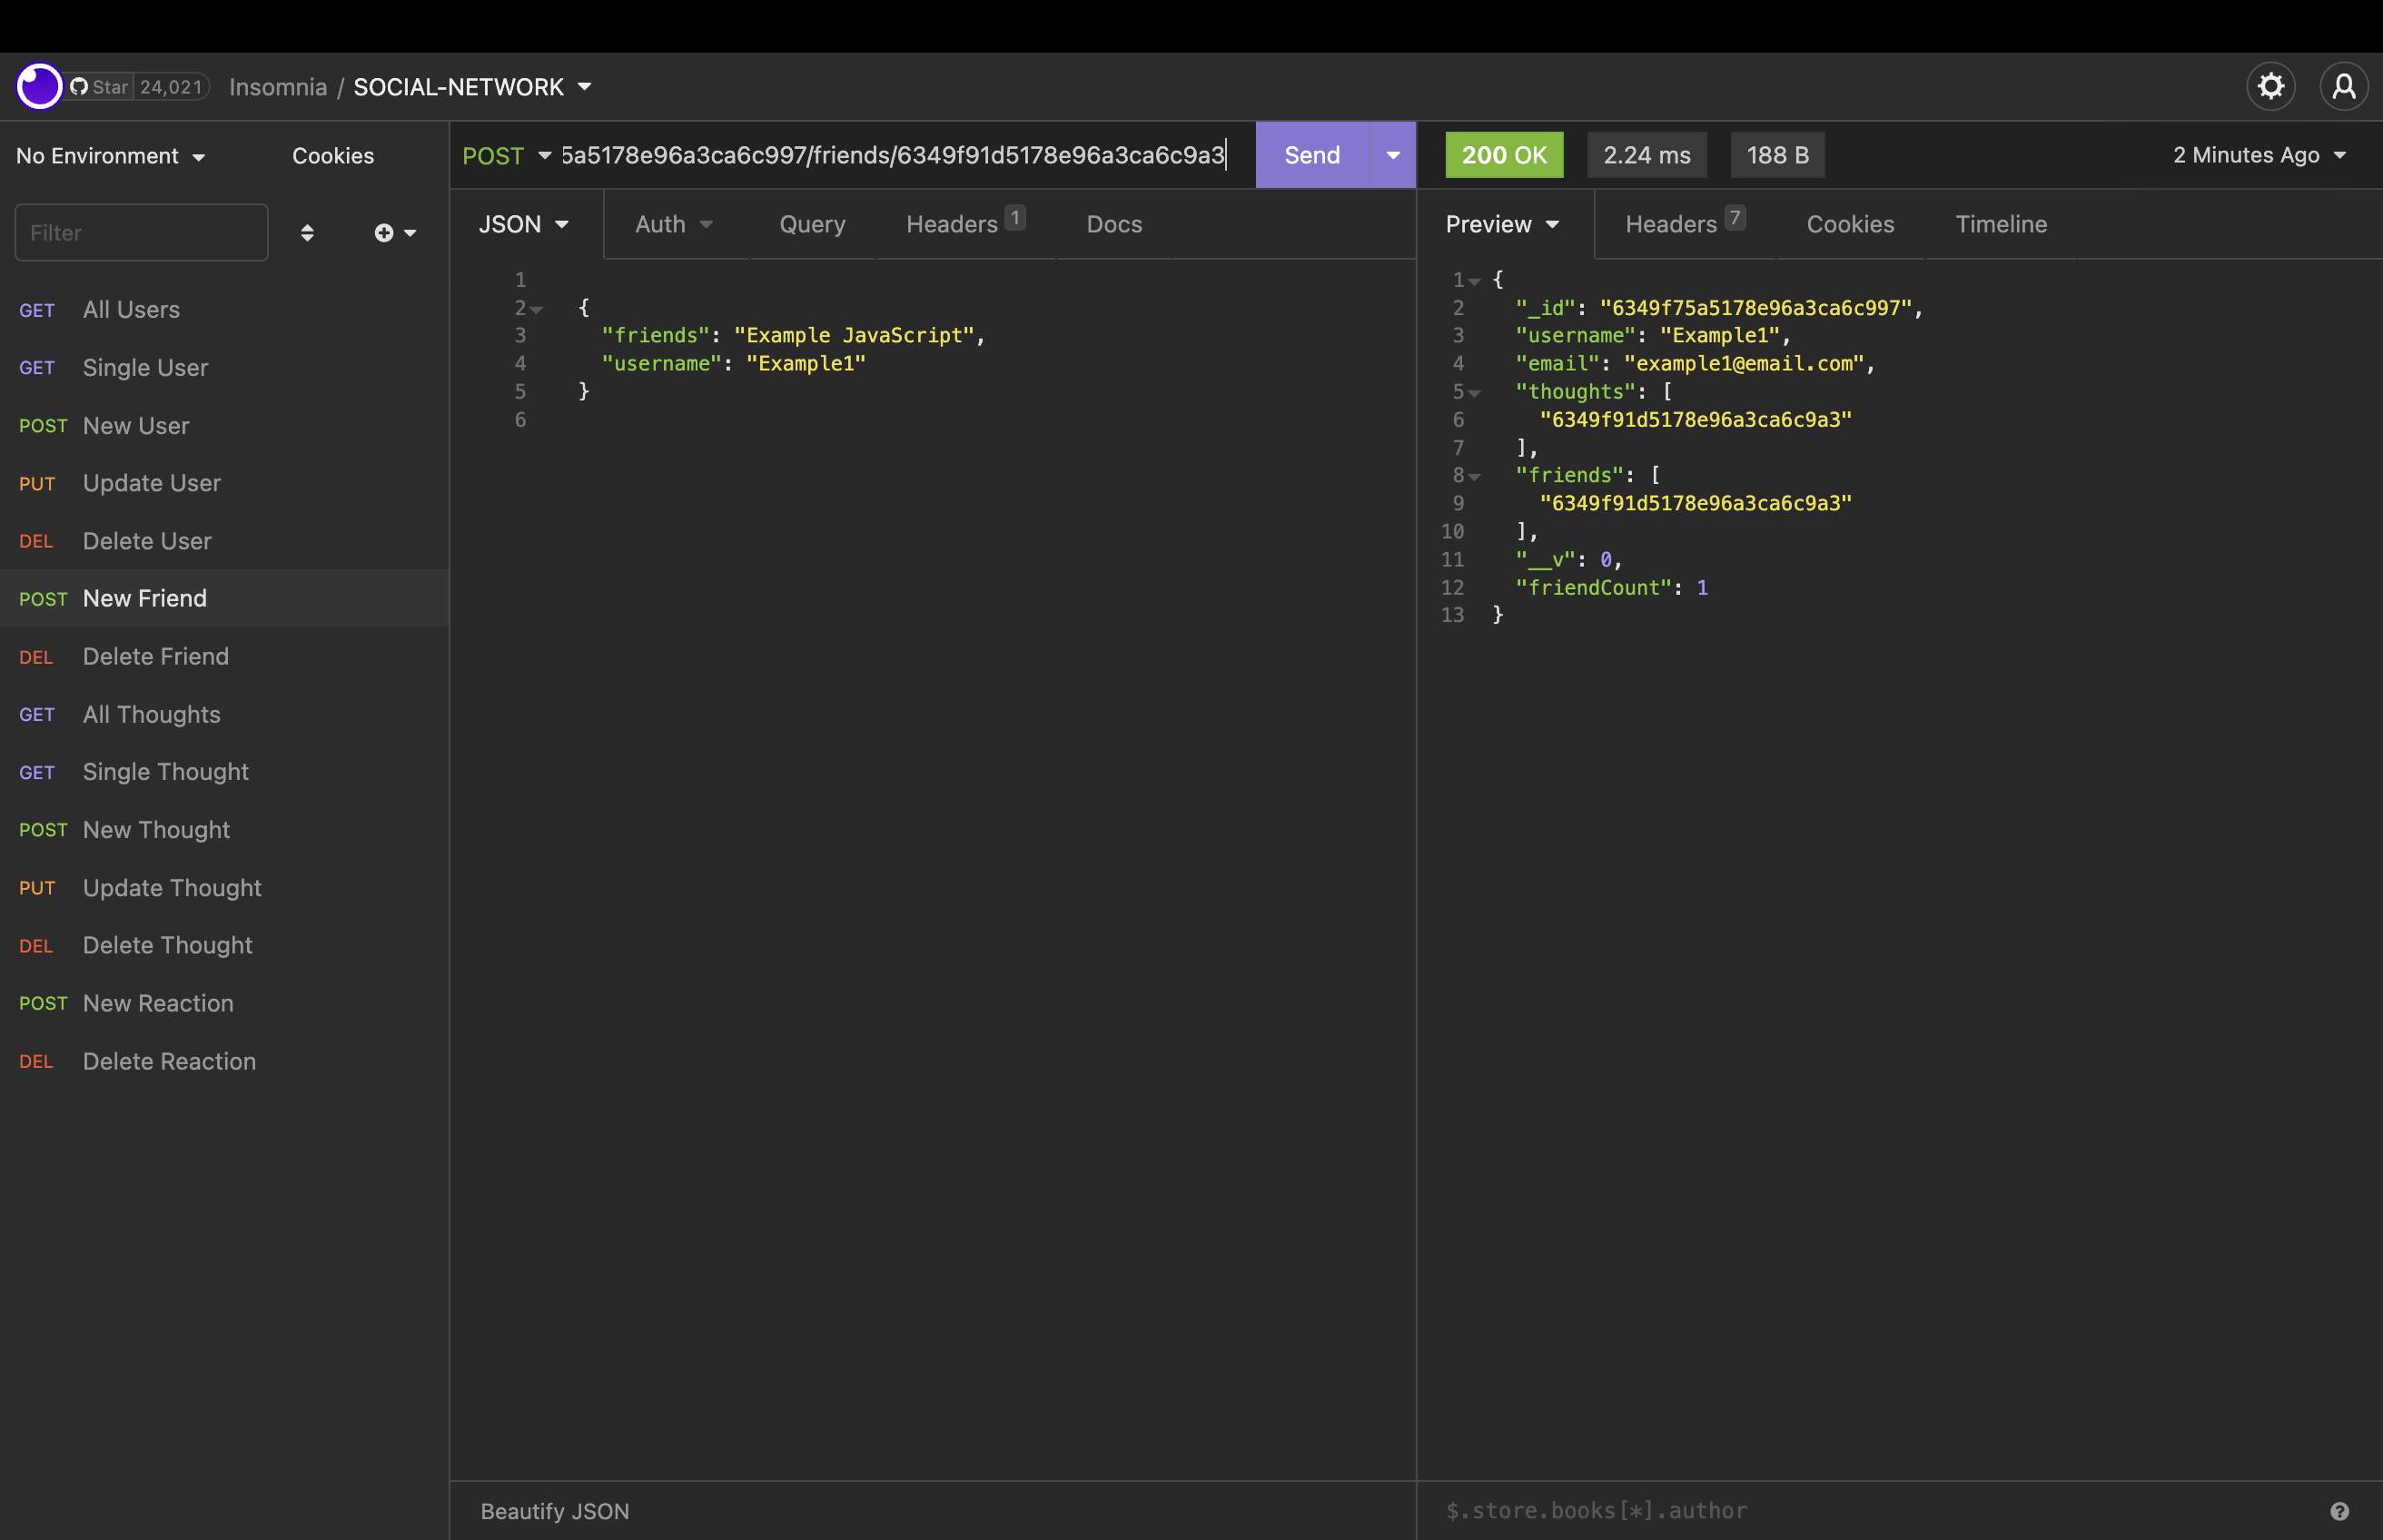 Star 24,021 Insomnia / SOCIAL-NETWORK
No Environment Cookies
Filter
GET All Users
GET Single User
POST New User
PUT Update User
DEL Delete User
POST New Friend
DEL Delete Friend
GET All Thoughts
GET Single Thought
POST New Thought
PUT Update Thought
DEL Delete Thought
POST New Reaction
DEL Delete Reaction
POST 5a5178e96a3ca6c997/friends/6349f91d5178e96a3ca6c9a3 Send
JSON Auth Query Headers 1 Docs
1
2 {
3 "friends": "Example JavaScript",
4 "username": "Example1"
5 }
6
Beautify JSON
200 OK 2.24 ms 188 B 2 Minutes Ago
Preview Headers 7 Cookies Timeline
1 {
2 "_id": "6349f75a5178e96a3ca6c997",
3 "username": "Example1",
4 "email": "example1@email.com",
5 "thoughts": [
6 "6349f91d5178e96a3ca6c9a3"
7 ],
8 "friends": [
9 "6349f91d5178e96a3ca6c9a3"
10 ],
11 "__v": 0,
12 "friendCount": 1
13 }
$.store.books[*].author